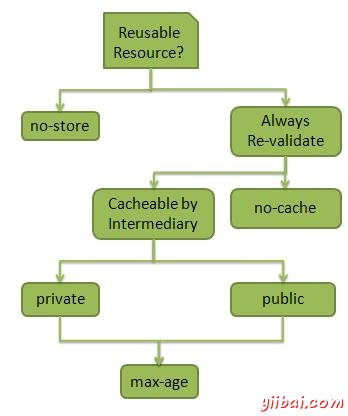 Reusable
Resource?
no-store
Always
Re-validate
Cacheable by
Intermediary
no-cache
private
public
max-age
yiibai.com